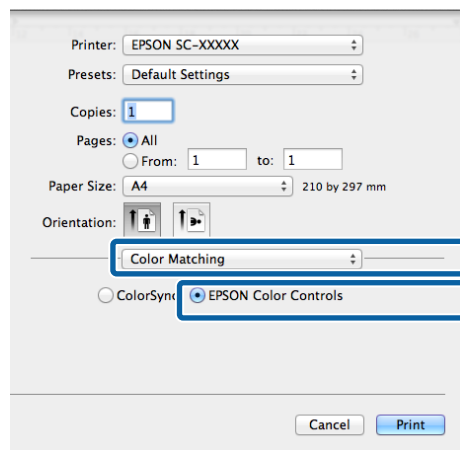 Printer: EPSON SC-XXXXX
Presets: Default Settings
Copies: 1
Pages: All
From: 1 to: 1
Paper Size: A4 210 by 297 mm
Orientation:
Color Matching
ColorSync EPSON Color Controls
Cancel Print